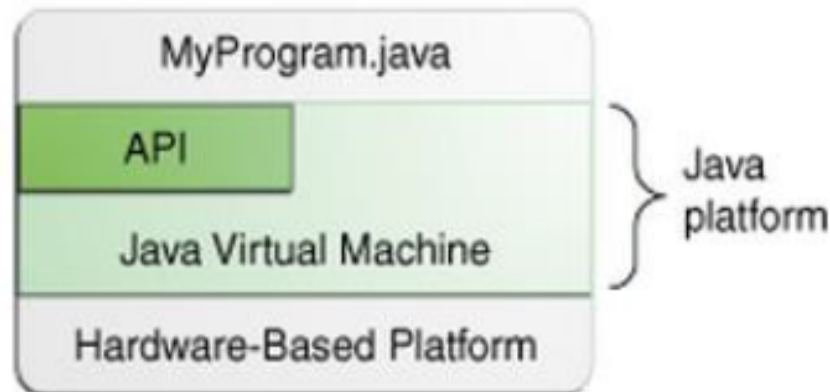 MyProgram.java
API
Java Virtual Machine
Java
platform
Hardware-Based Platform